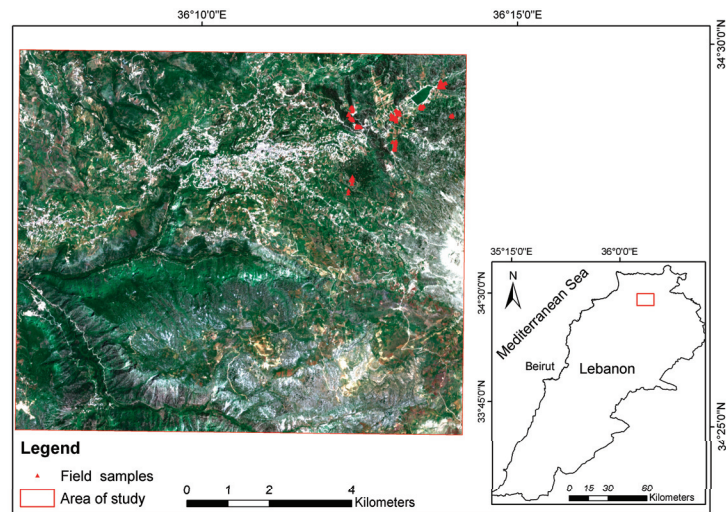 36°10'0"E 36°15'0"E
34°30'0"N
35°15'0"E 36°0'0"E
N
34°30'0"N
Mediterranean Sea
Beirut Lebanon
33°45'0"N
34°25'0"N
Legend
Field samples
Area of study
0 1 2 4
Kilometers
0 15 30 60
Kilometers